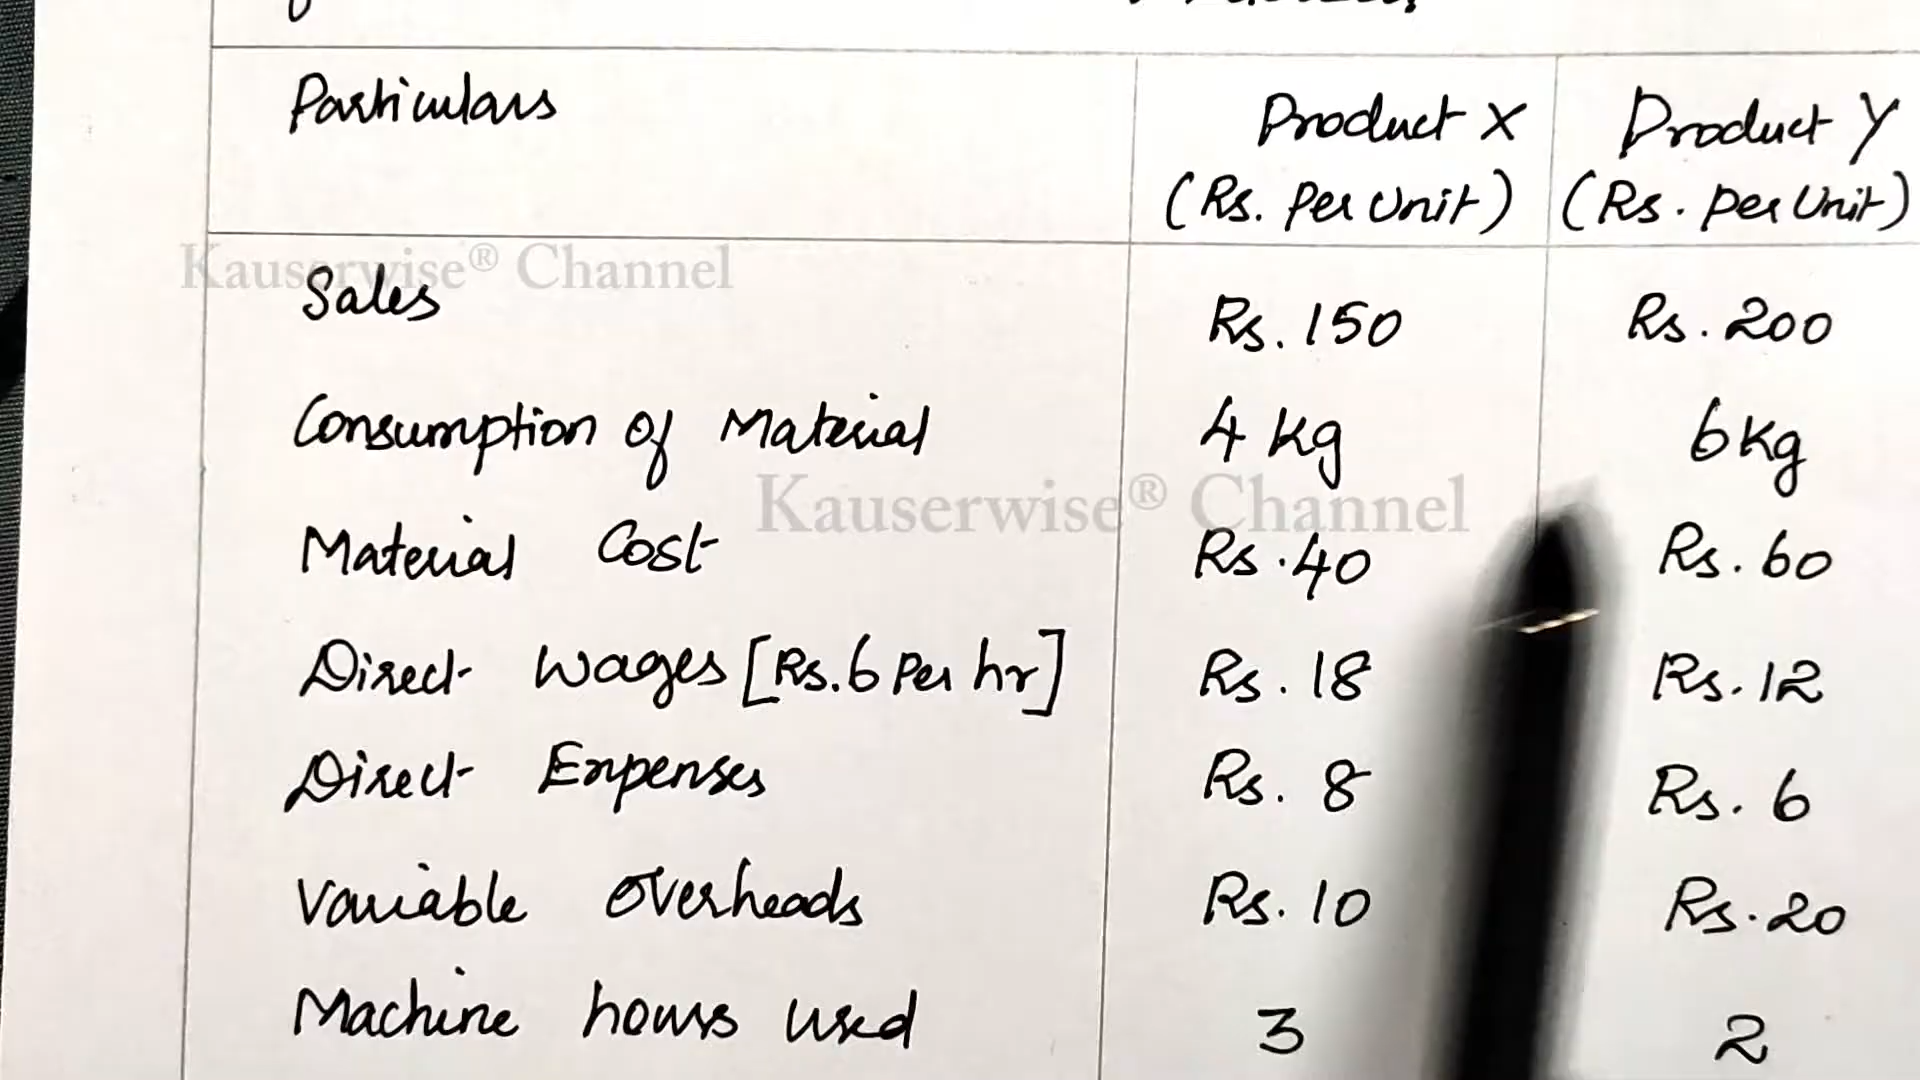 Particulars Product X Product Y
(Rs. Per Unit) (Rs. Per Unit)
Kauserwise® Channel
Sales Rs. 150 Rs. 200
Consumption of Material 4 Kg 6 Kg
Kauserwise® Channel
Material Cost Rs. 40 Rs. 60
Direct Wages [Rs. 6 Per hr] Rs. 18 Rs. 12
Direct Expenses Rs. 8 Rs. 6
Variable Overheads Rs. 10 Rs. 20
Machine hours used 3 2